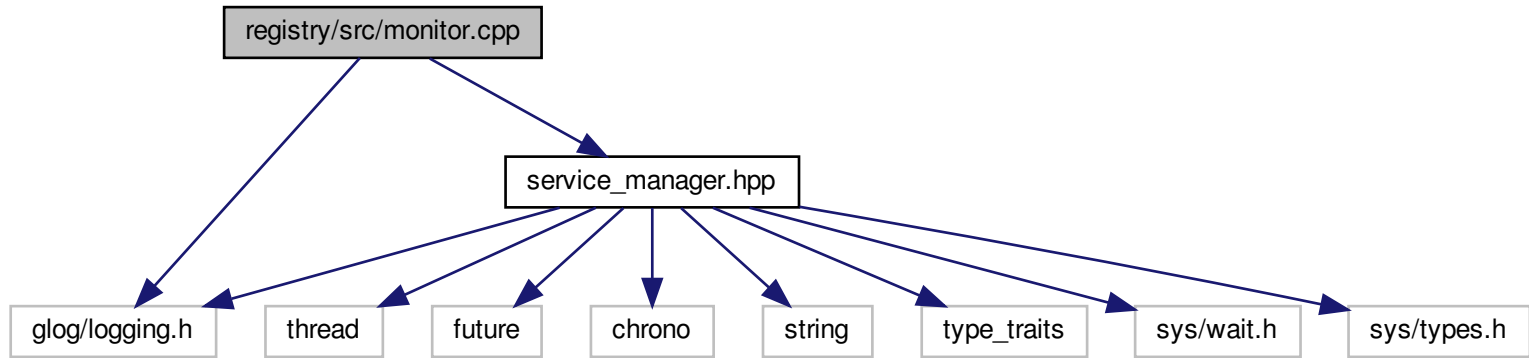 registry/src/monitor.cpp
service_manager.hpp
glog/logging.h
thread
future
chrono
string
type_traits
sys/wait.h
sys/types.h